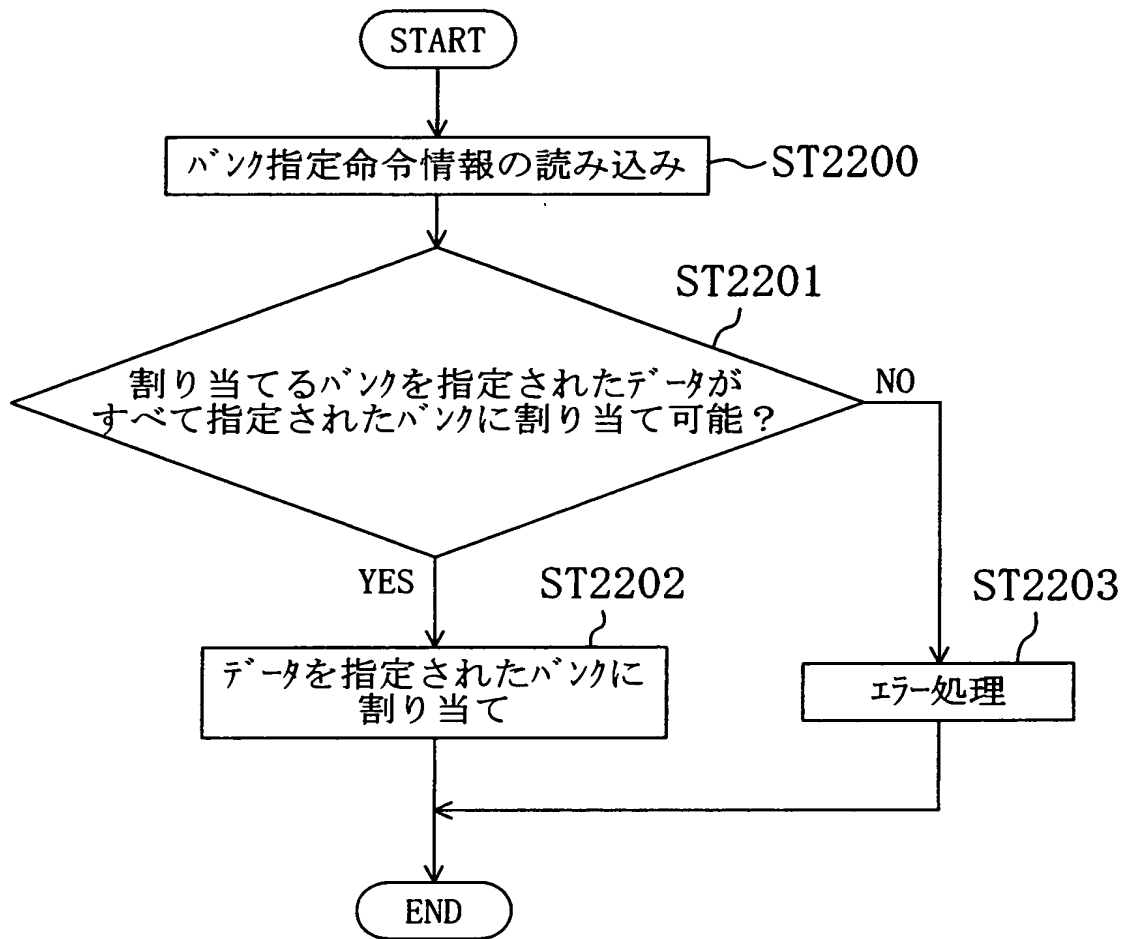 START
バンク指定命令情報の読み込み
ST2200
ST2201
割り当てるバンクを指定されたデータが
すべて指定されたバンクに割り当て可能？
NO
YES
ST2202
ST2203
データを指定されたバンクに
割り当て
エラー処理
END